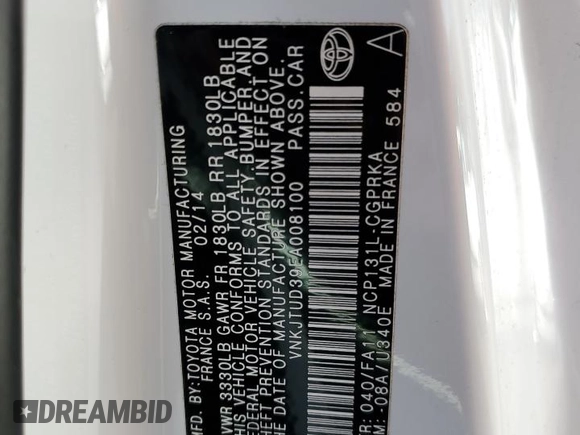 MFD. BY: TOYOTA MOTOR MANUFACTURING
FRANCE S.A.S. 02/14
GVWR 3380LB GAWR FR 1830LB RR 1830LB
THIS VEHICLE CONFORMS TO ALL APPLICABLE
FEDERAL MOTOR VEHICLE SAFETY, BUMPER AND
THEFT PREVENTION STANDARDS IN EFFECT ON
THE DATE OF MANUFACTURE SHOWN ABOVE.
VNKJTUD39EA008100 PASS.CAR
TR: 040/FA11 NCP131L-CGPRKA
TM: -08A/U340E MADE IN FRANCE 584
A
DREAMBID